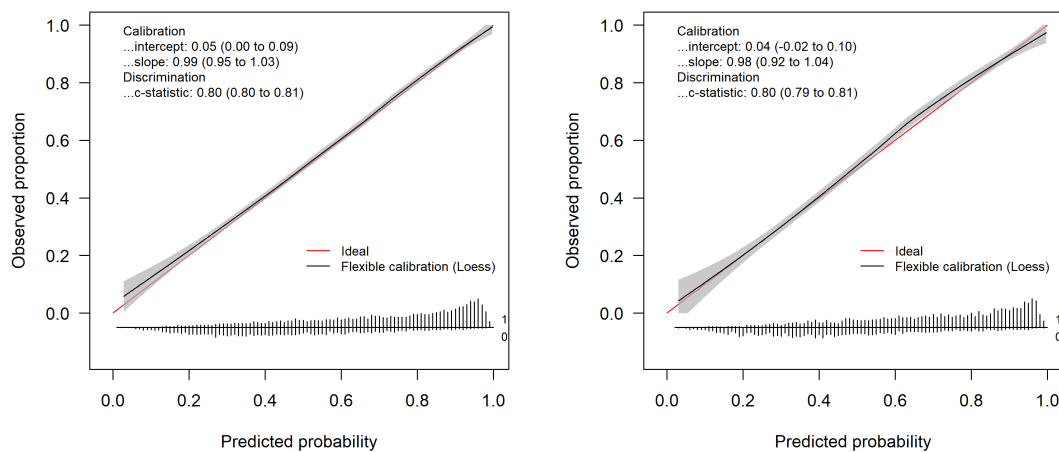 Calibration
...intercept: 0.05 (0.00 to 0.09)
...slope: 0.99 (0.95 to 1.03)
Discrimination
...c-statistic: 0.80 (0.80 to 0.81)
1.0
0.8
0.6
0.4
0.2
0.0
Observed proportion
Ideal
Flexible calibration (Loess)
1
0
0.0 0.2 0.4 0.6 0.8 1.0
Predicted probability
Calibration
...intercept: 0.04 (-0.02 to 0.10)
...slope: 0.98 (0.92 to 1.04)
Discrimination
...c-statistic: 0.80 (0.79 to 0.81)
1.0
0.8
0.6
0.4
0.2
0.0
Observed proportion
Ideal
Flexible calibration (Loess)
1
0
0.0 0.2 0.4 0.6 0.8 1.0
Predicted probability